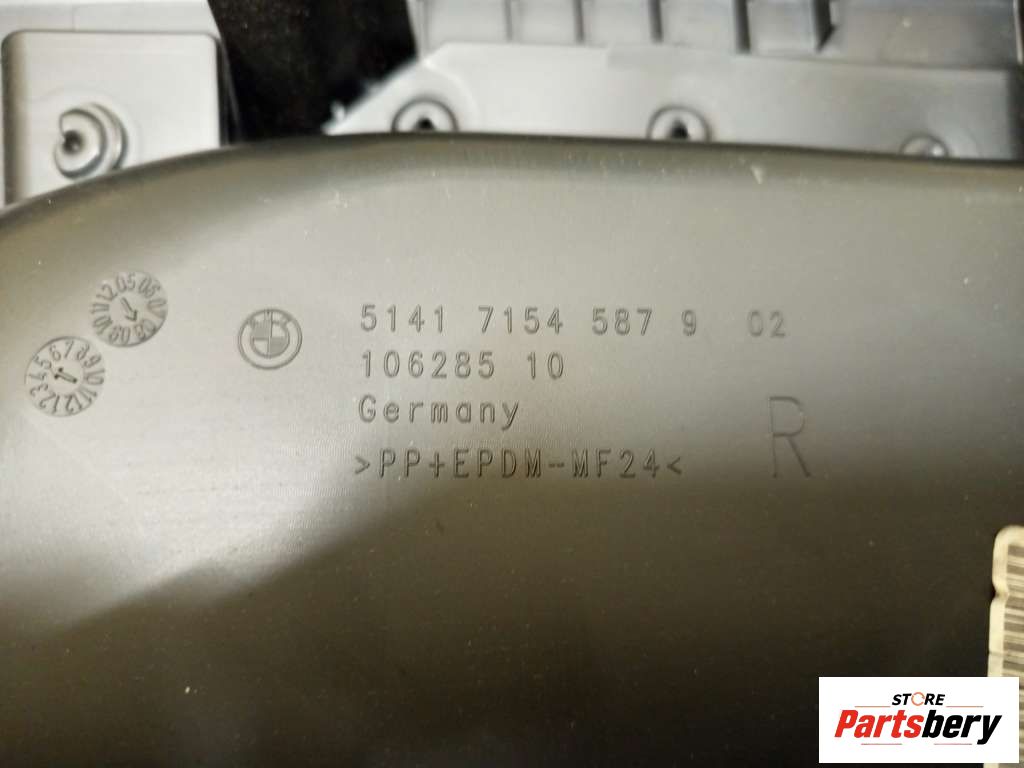 5141 7154 587 9 02
106285 10
Germany
>PP+EPDM-MF24<
R
STORE
Partsbery